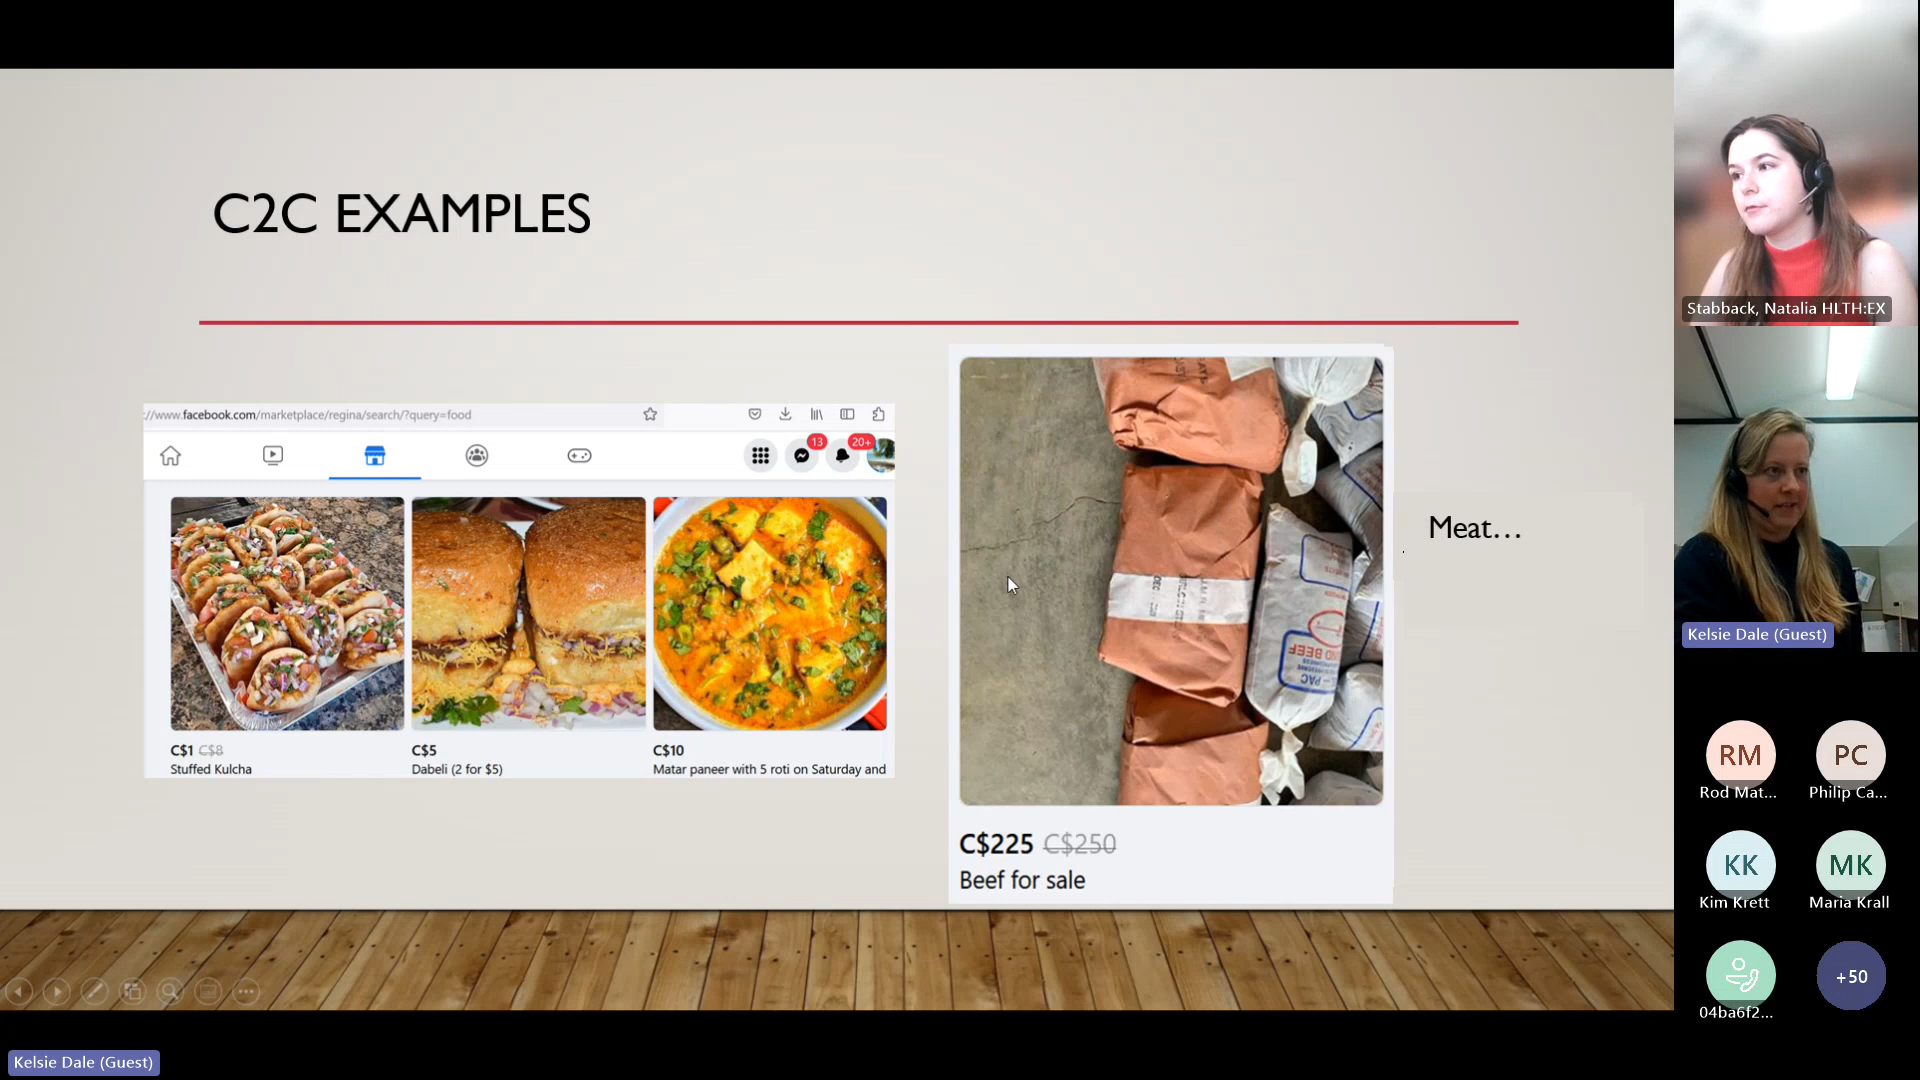 C2C EXAMPLES
://www.facebook.com/marketplace/regina/search/?query=food
13
20+
C$1 C$8
Stuffed Kulcha
C$5
Dabeli (2 for $5)
C$10
Matar paneer with 5 roti on Saturday and
BEEF
PAC
C$225 C$250
Beef for sale
Meat...
Stabback, Natalia HLTH:EX
Kelsie Dale (Guest)
RM
Rod Mat...
PC
Philip Ca...
KK
Kim Krett
MK
Maria Krall
04ba6f2...
+50
Kelsie Dale (Guest)